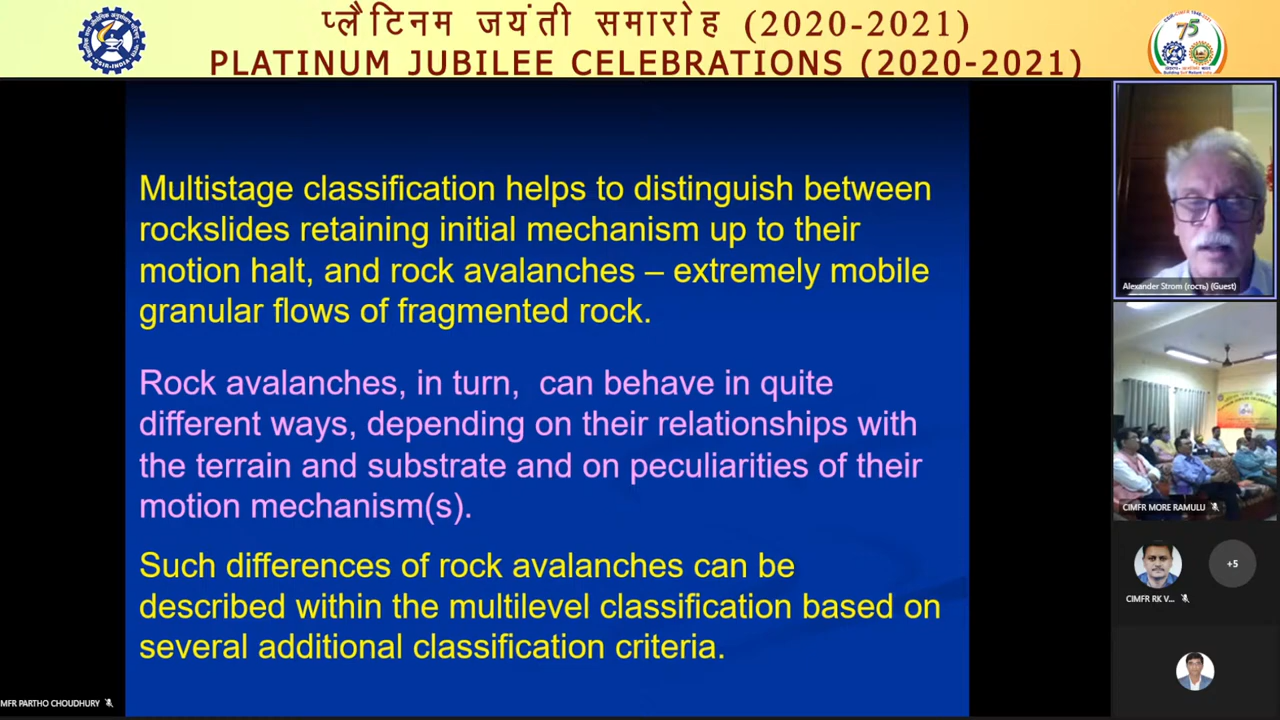 प्लैटिनम जयंती समारोह (2020-2021)
PLATINUM JUBILEE CELEBRATIONS (2020-2021)
CSIR-INDIA
75
Multistage classification helps to distinguish between
rockslides retaining initial mechanism up to their
motion halt, and rock avalanches – extremely mobile
granular flows of fragmented rock.
Rock avalanches, in turn,  can behave in quite
different ways, depending on their relationships with
the terrain and substrate and on peculiarities of their
motion mechanism(s).
Such differences of rock avalanches can be
described within the multilevel classification based on
several additional classification criteria.
Alexander Strom (гость) (Guest)
CIMFR MORE RAMULU
+5
CIMFR RK V...
MFR PARTHO CHOUDHURY